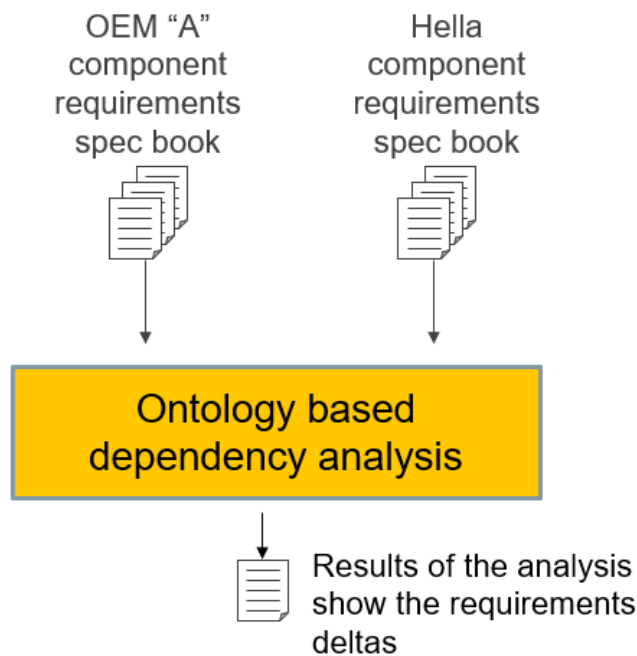 OEM “A”
component
requirements
spec book
Hella
component
requirements
spec book
Ontology based
dependency analysis
Results of the analysis
show the requirements
deltas